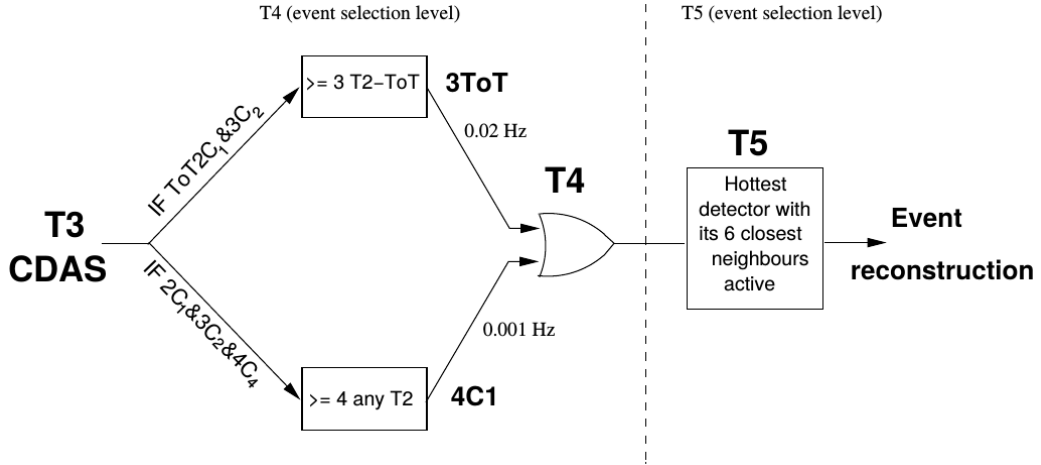 T4 (event selection level)
T5 (event selection level)
>= 3 T2−ToT
3ToT
0.02 Hz
IF ToT2C₁&3C₂
T3
CDAS
IF 2C₁&3C₂&4C₄
>= 4 any T2
4C1
0.001 Hz
T4
T5
Hottest
detector with
its 6 closest
neighbours
active
Event
reconstruction